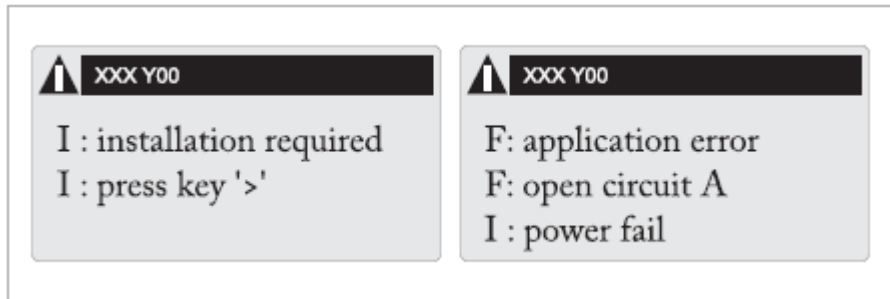 XXX Y00
I : installation required
I : press key '>'
XXX Y00
F: application error
F: open circuit A
I : power fail